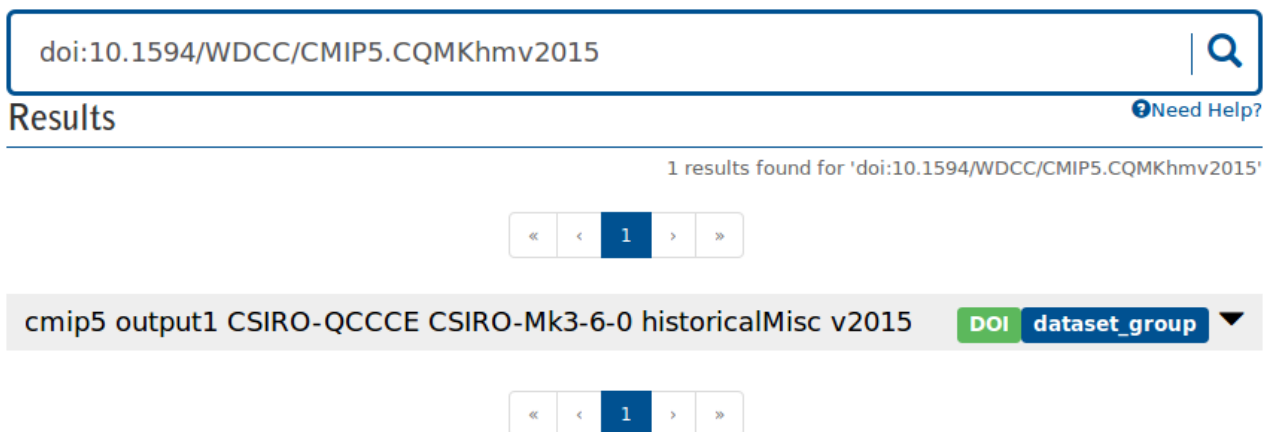 doi:10.1594/WDCC/CMIP5.CQMKhmv2015
Results
Need Help?
1 results found for 'doi:10.1594/WDCC/CMIP5.CQMKhmv2015'
« ‹ 1 › »
cmip5 output1 CSIRO-QCCCE CSIRO-Mk3-6-0 historicalMisc v2015 DOI dataset_group
« ‹ 1 › »